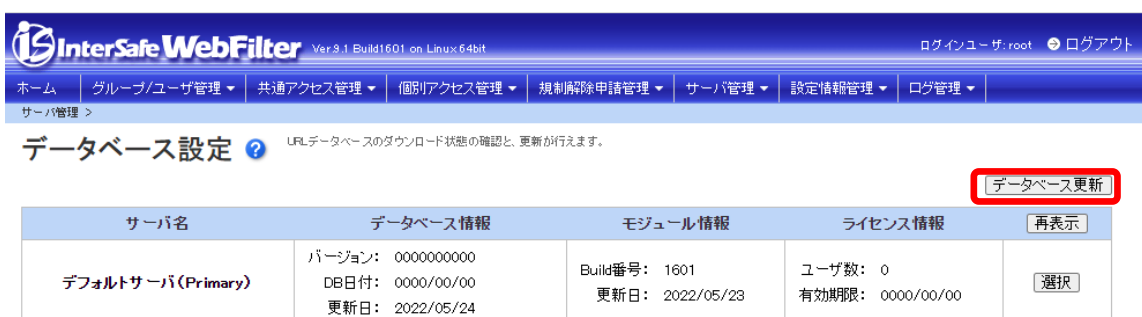 InterSafe WebFilter Ver.9.1 Build1601 on Linux 64bit ログインユーザ: root ログアウト
ホーム グループ/ユーザ管理 共通アクセス管理 個別アクセス管理 規制解除申請管理 サーバ管理 設定情報管理 ログ管理
サーバ管理 >
データベース設定 URLデータベースのダウンロード状態の確認と、更新が行えます。
データベース更新
サーバ名 データベース情報 モジュール情報 ライセンス情報 再表示
デフォルトサーバ(Primary)
バージョン: 0000000000
DB日付: 0000/00/00
更新日: 2022/05/24
Build番号: 1601
更新日: 2022/05/23
ユーザ数: 0
有効期限: 0000/00/00
選択